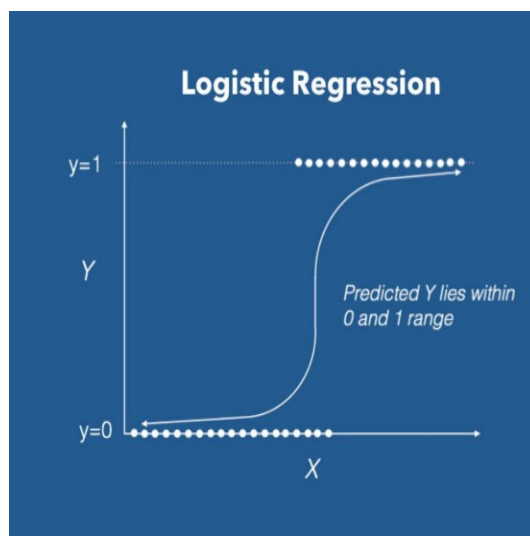 Logistic Regression
y=1
Y
Predicted Y lies within
0 and 1 range
y=0
X